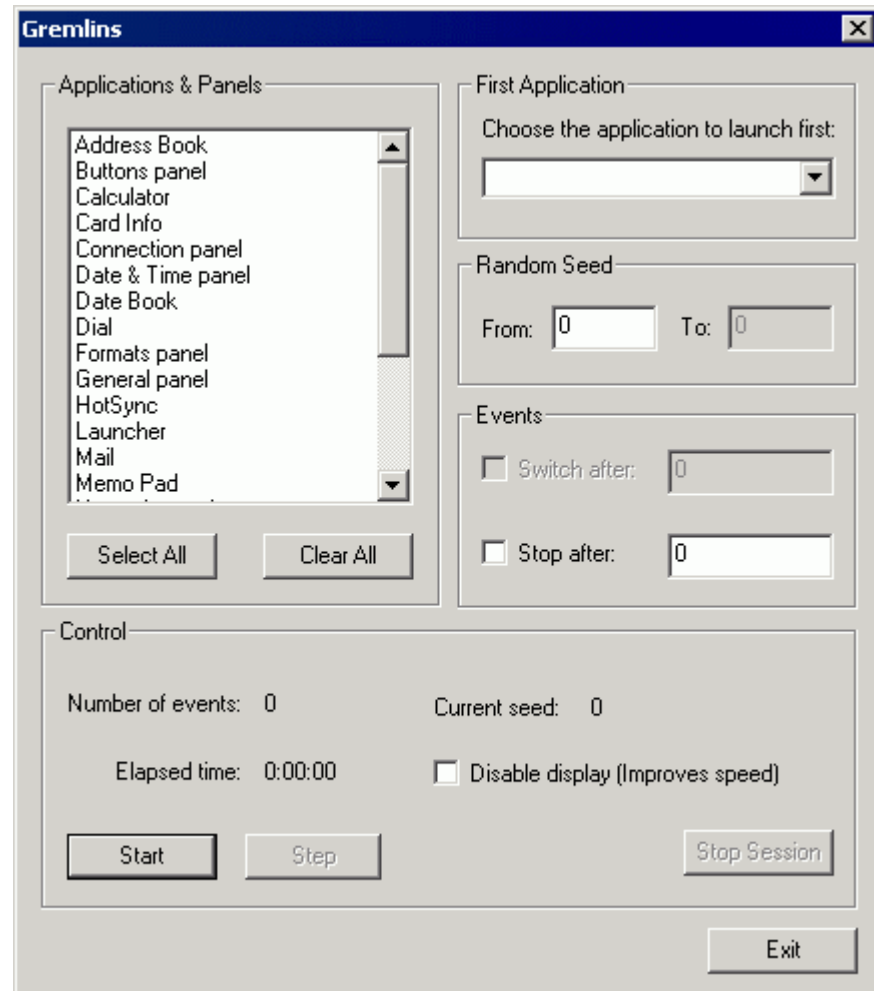 Gremlins
Applications & Panels
Address Book
Buttons panel
Calculator
Card Info
Connection panel
Date & Time panel
Date Book
Dial
Formats panel
General panel
HotSync
Launcher
Mail
Memo Pad
Select All
Clear All
First Application
Choose the application to launch first:
Random Seed
From: 0 To: 0
Events
Switch after: 0
Stop after: 0
Control
Number of events: 0
Current seed: 0
Elapsed time: 0:00:00
Disable display (Improves speed)
Start
Step
Stop Session
Exit